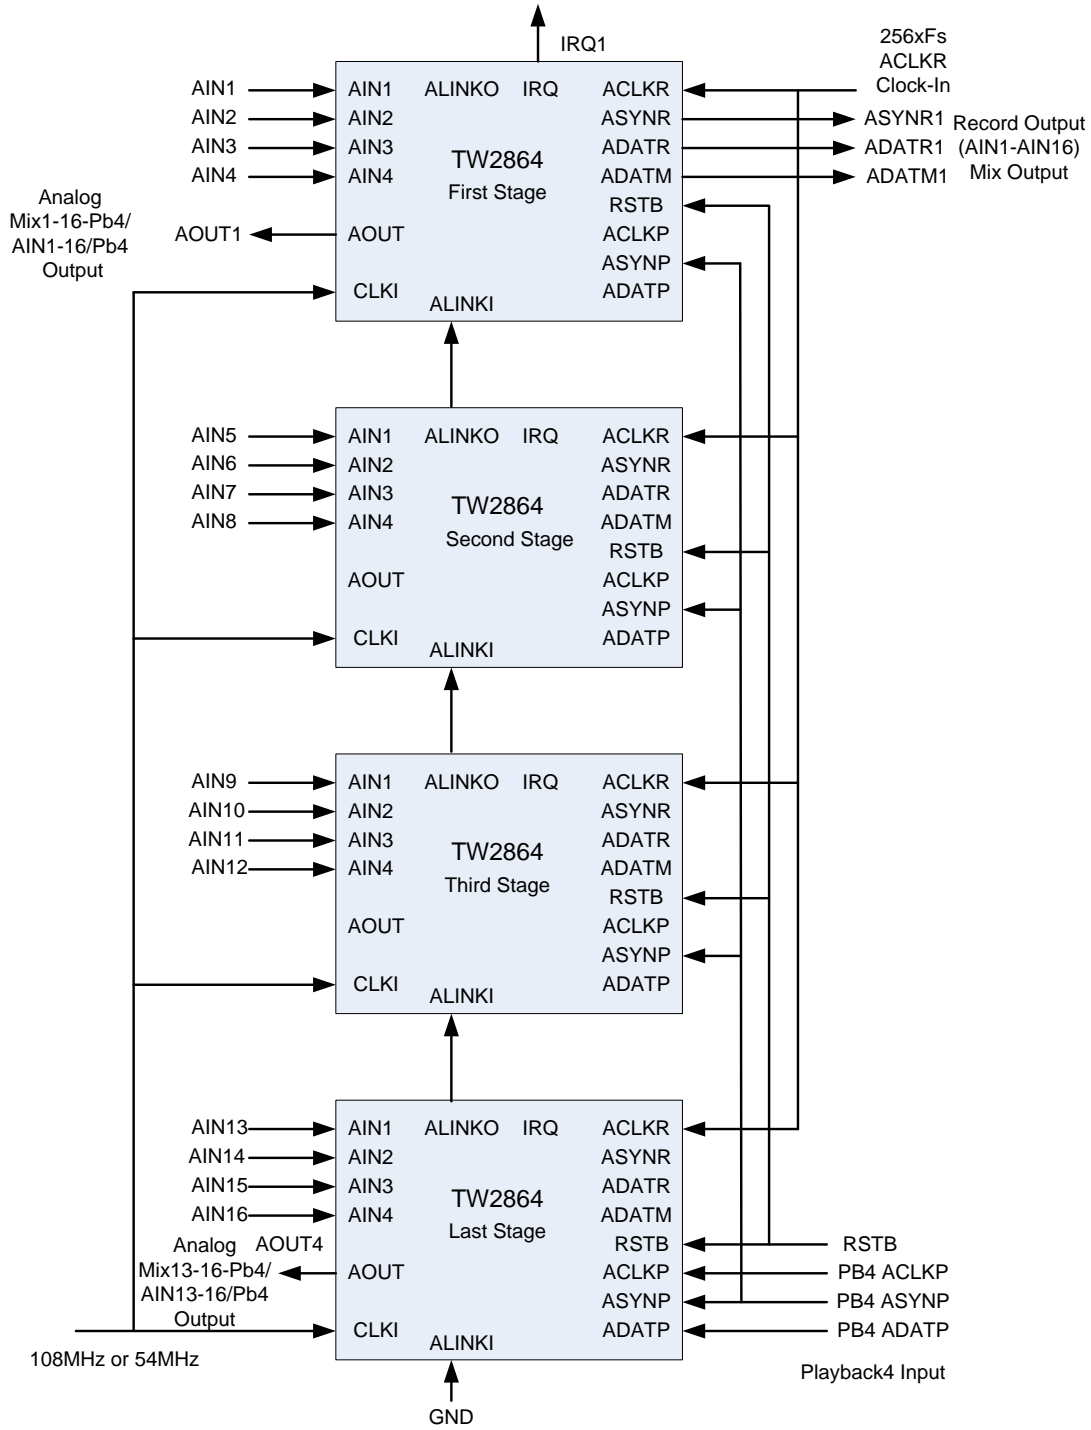 IRQ1
256xFs
ACLKR
Clock-In
AIN1 AIN1 ALINKO IRQ ACLKR
AIN2 AIN2 ASYNR ASYNR1
AIN3 AIN3 ADATR ADATR1
AIN4 AIN4 ADATM ADATM1
Record Output
(AIN1-AIN16)
Mix Output
TW2864
First Stage
RSTB
Analog
Mix1-16-Pb4/
AIN1-16/Pb4
Output
AOUT1 AOUT ACLKP
ASYNP
CLKI ADATP
ALINKI
AIN5 AIN1 ALINKO IRQ ACLKR
AIN6 AIN2 ASYNR
AIN7 AIN3 ADATR
AIN8 AIN4 ADATM
TW2864
Second Stage
RSTB
AOUT ACLKP
ASYNP
CLKI ADATP
ALINKI
AIN9 AIN1 ALINKO IRQ ACLKR
AIN10 AIN2 ASYNR
AIN11 AIN3 ADATR
AIN12 AIN4 ADATM
TW2864
Third Stage
RSTB
AOUT ACLKP
ASYNP
CLKI ADATP
ALINKI
AIN13 AIN1 ALINKO IRQ ACLKR
AIN14 AIN2 ASYNR
AIN15 AIN3 ADATR
AIN16 AIN4 ADATM
TW2864
Last Stage
RSTB RSTB
Analog
Mix13-16-Pb4/
AIN13-16/Pb4
Output
AOUT4
AOUT ACLKP PB4 ACLKP
ASYNP PB4 ASYNP
CLKI ADATP PB4 ADATP
ALINKI
108MHz or 54MHz
Playback4 Input
GND